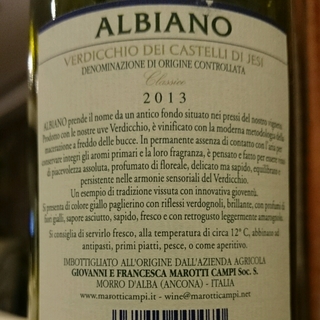 ALBIANO
VERDICCHIO DEI CASTELLI DI JESI
DENOMINAZIONE DI ORIGINE CONTROLLATA
Classico
2013
ALBIANO prende il nome da un antico fondo situato nei pressi del nostro vigneto.
Prodotto con le nostre uve Verdicchio, è vinificato con la moderna metodologia della
macerazione a freddo delle bucce. In permanente assenza di contatto con l'aria per
conservare integri gli aromi primari e la loro fragranza, è pensato e fatto per essere vino
di piacevolezza assoluta, profumato di floreale, delicato ma sapido, equilibrato e
persistente nelle armonie sensoriali del Verdicchio.
Un esempio di tradizione vissuta con innovativa gioventù.
Si presenta di colore giallo paglierino con riflessi verdognoli, brillante, con profumi di
fiori gialli, sapore asciutto, sapido, fresco e con retrogusto leggermente amarognolo.
Si consiglia di servirlo fresco, alla temperatura di circa 12° C, abbinato ad
antipasti, primi piatti, pesce, o come aperitivo.
IMBOTTIGLIATO ALL'ORIGINE DALL'AZIENDA AGRICOLA
GIOVANNI E FRANCESCA MAROTTI CAMPI Soc. S.
MORRO D'ALBA (ANCONA) - ITALIA
www.marotticampi.it - wine@marotticampi.net